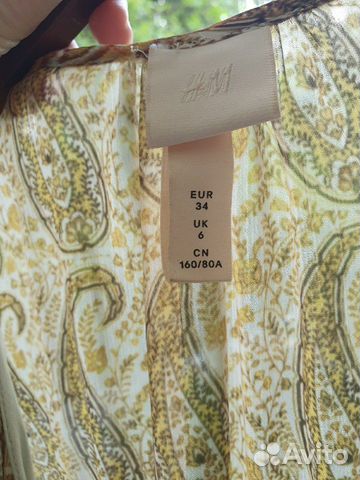 H&M
EUR
34
UK
6
CN
160/80A
Avito